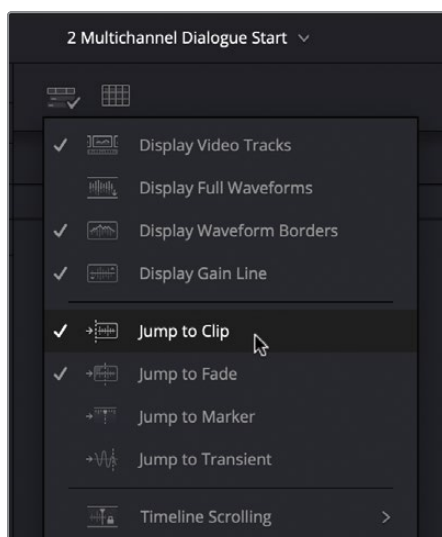 2 Multichannel Dialogue Start
Display Video Tracks
Display Full Waveforms
Display Waveform Borders
Display Gain Line
Jump to Clip
Jump to Fade
Jump to Marker
Jump to Transient
Timeline Scrolling